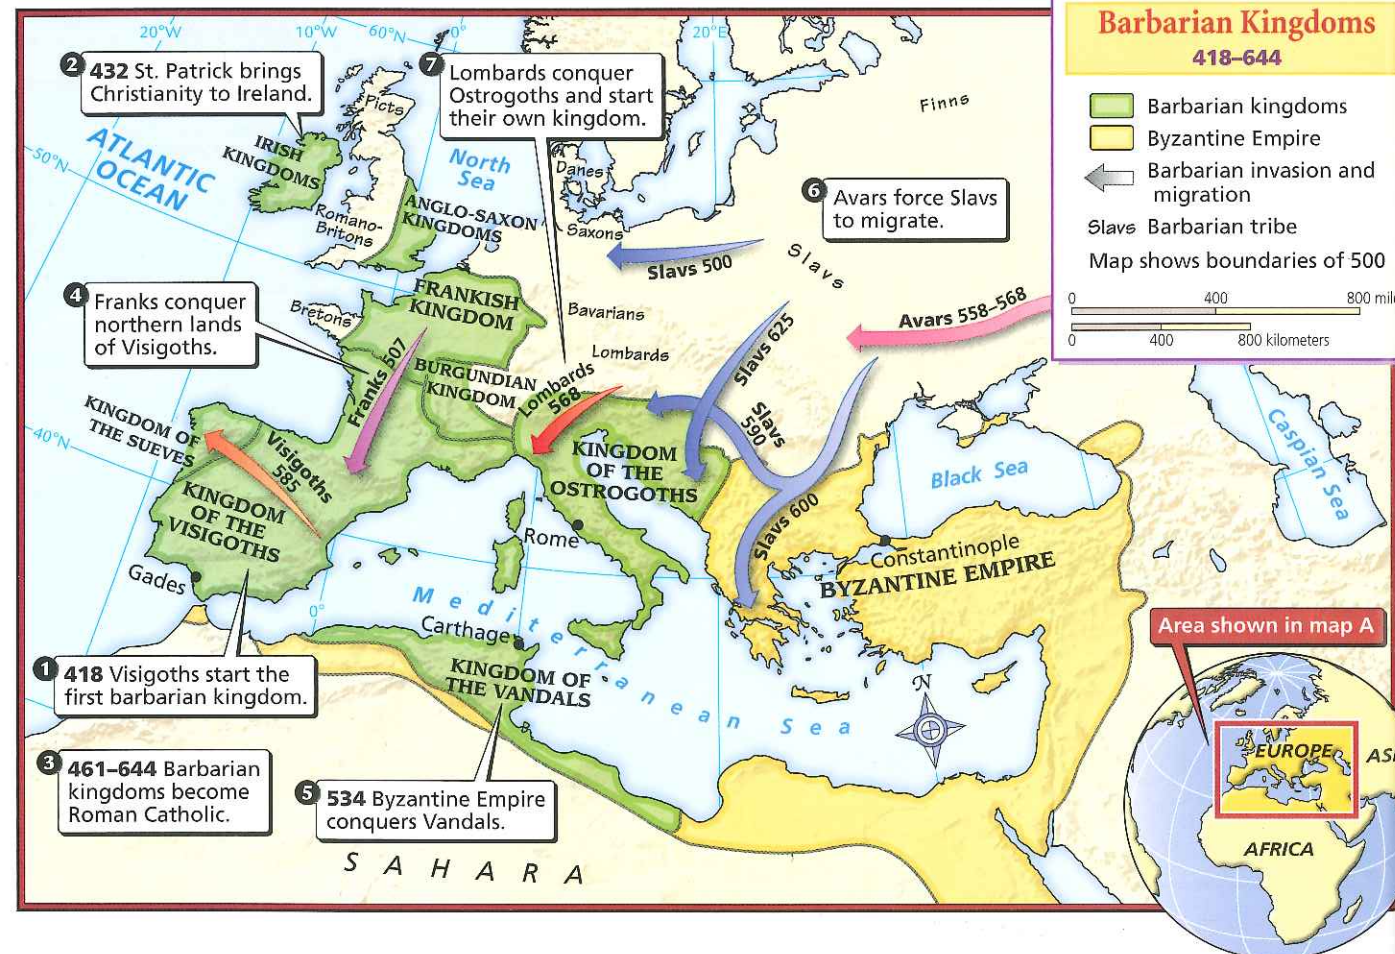 Barbarian Kingdoms
418–644
Barbarian kingdoms
Byzantine Empire
Barbarian invasion and
migration
Slavs Barbarian tribe
Map shows boundaries of 500
0 400
0 400 800 kilometers
20°W
10°W
60°N
0°
20°E
50°N
40°N
0°
2 432 St. Patrick brings
Christianity to Ireland.
7 Lombards conquer
Ostrogoths and start
their own kingdom.
6 Avars force Slavs
to migrate.
4 Franks conquer
northern lands
of Visigoths.
1 418 Visigoths start the
first barbarian kingdom.
3 461–644 Barbarian
kingdoms become
Roman Catholic.
5 534 Byzantine Empire
conquers Vandals.
ATLANTIC
OCEAN
IRISH
KINGDOMS
Picts
North
Sea
Danes
Finns
Romano-
Britons
ANGLO-SAXON
KINGDOMS
Saxons
Slavs
Slavs 500
Bretons
FRANKISH
KINGDOM
Bavarians
Lombards
Avars 558–568
Slavs 625
Franks 507
BURGUNDIAN
KINGDOM
Lombards
568
Slavs
590
KINGDOM OF
THE SUEVES
Visigoths
585
KINGDOM
OF THE
VISIGOTHS
KINGDOM
OF THE
OSTROGOTHS
Slavs 600
Black Sea
Caspian Sea
Rome
Constantinople
BYZANTINE EMPIRE
Gades
Carthage
Mediterranean Sea
KINGDOM OF
THE VANDALS
N
SAHARA
Area shown in map A
EUROPE
AFRICA